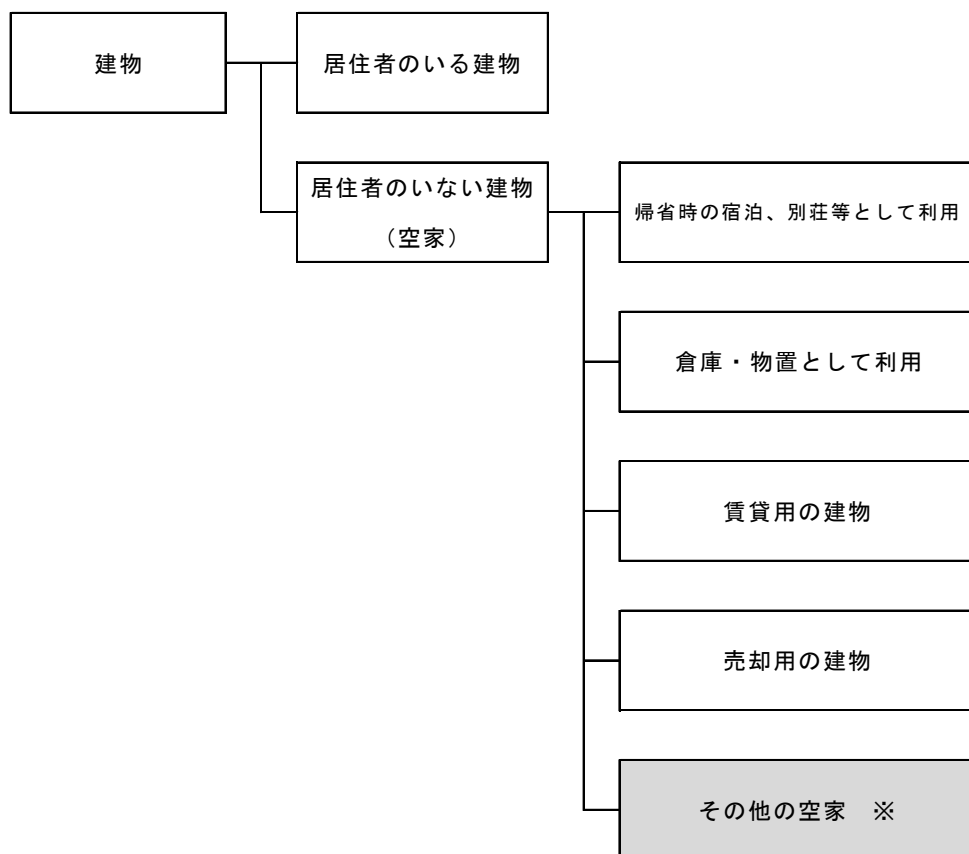 建物
居住者のいる建物
居住者のいない建物
（空家）
帰省時の宿泊、別荘等として利用
倉庫・物置として利用
賃貸用の建物
売却用の建物
その他の空家　※